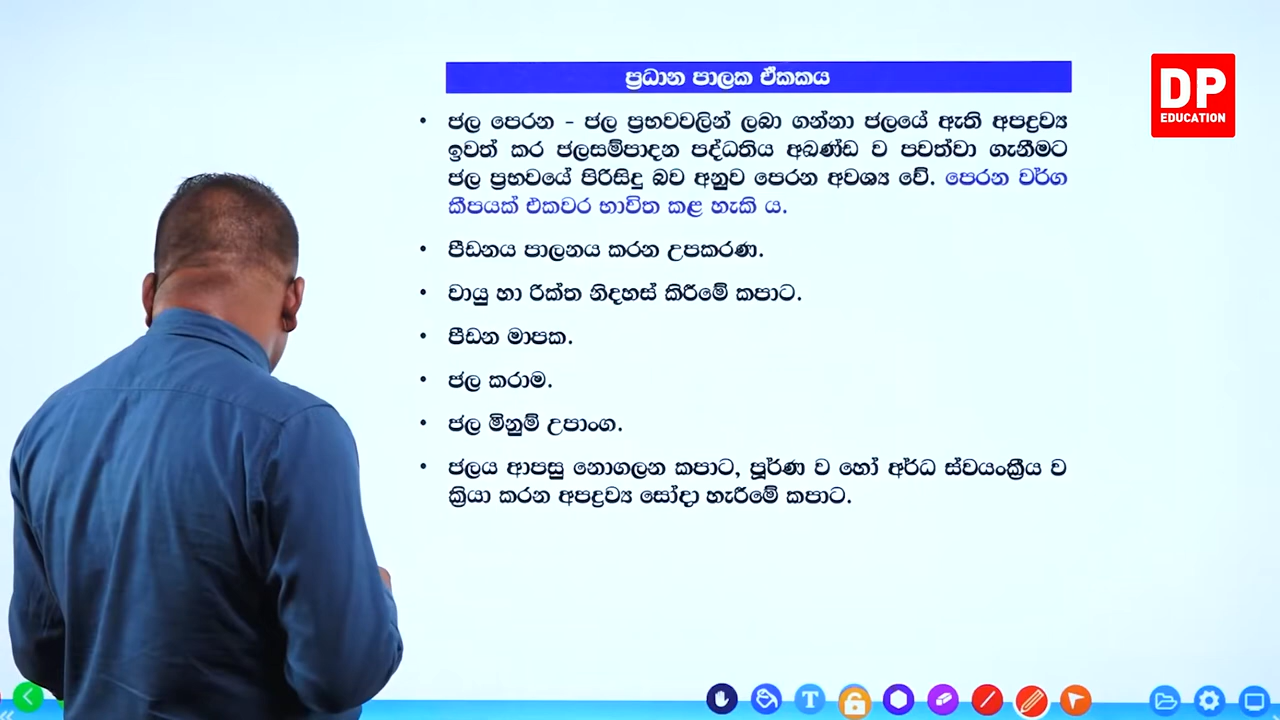 ප්‍රධාන පාලක ඒකකය
DP
EDUCATION
• ජල පෙරන - ජල ප්‍රභවවලින් ලබා ගන්නා ජලයේ ඇති අපද්‍රව්‍ය
ඉවත් කර ජලසම්පාදන පද්ධතිය අඛණ්ඩ ව පවත්වා ගැනීමට
ජල ප්‍රභවයේ පිරිසිදු බව අනුව පෙරන අවශ්‍ය වේ. පෙරන වර්ග
කීපයක් එකවර භාවිත කළ හැකි ය.
• පීඩනය පාලනය කරන උපකරණ.
• වායු හා රික්ත නිදහස් කිරීමේ කපාට.
• පීඩන මාපක.
• ජල කරාම.
• ජල මිනුම් උපාංග.
• ජලය ආපසු නොගලන කපාට, පූර්ණ ව හෝ අර්ධ ස්වයංක්‍රීය ව
ක්‍රියා කරන අපද්‍රව්‍ය සෝදා හැරීමේ කපාට.
T